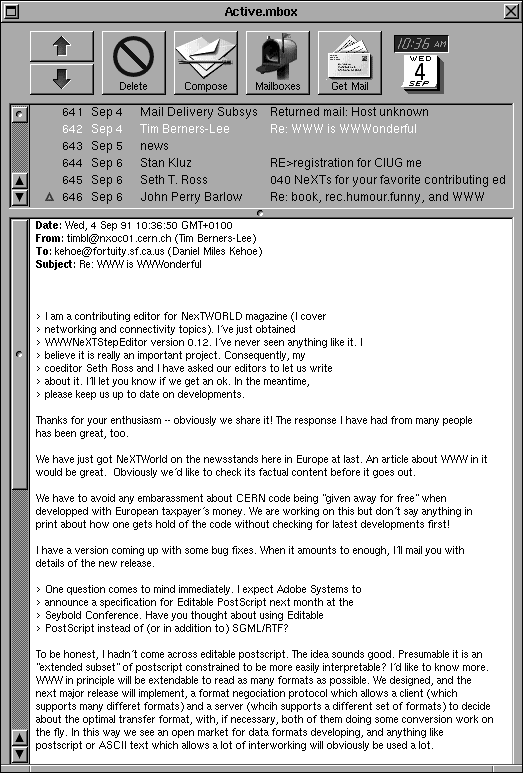 Active.mbox
10:36 AM
WED
4
SEP
Delete
Compose
Mailboxes
Get Mail
641 Sep 4 Mail Delivery Subsys Returned mail: Host unknown
642 Sep 4 Tim Berners-Lee Re: WWW is WWWonderful
643 Sep 5 news
644 Sep 6 Stan Kluz RE>registration for CIUG me
645 Sep 6 Seth T. Ross 040 NeXTs for your favorite contributing ed
646 Sep 6 John Perry Barlow Re: book, rec.humour.funny, and WWW
Date: Wed, 4 Sep 91 10:36:50 GMT+0100
From: timbl@nxoc01.cern.ch (Tim Berners-Lee)
To: kehoe@fortuity.sf.ca.us (Daniel Miles Kehoe)
Subject: Re: WWW is WWWonderful
> I am a contributing editor for NeXTWORLD magazine (I cover
> networking and connectivity topics). I've just obtained
> WWWNeXTStepEditor version 0.12. I've never seen anything like it. I
> believe it is really an important project. Consequently, my
> coeditor Seth Ross and I have asked our editors to let us write
> about it. I'll let you know if we get an ok. In the meantime,
> please keep us up to date on developments.
Thanks for your enthusiasm -- obviously we share it! The response I have had from many people
has been great, too.
We have just got NeXTWorld on the newsstands here in Europe at last. An article about WWW in it
would be great. Obviously we'd like to check its factual content before it goes out.
We have to avoid any embarassment about CERN code being "given away for free" when
developped with European taxpayer's money. We are working on this but don't say anything in
print about how one gets hold of the code without checking for latest developments first!
I have a version coming up with some bug fixes. When it amounts to enough, I'll mail you with
details of the new release.
> One question comes to mind immediately. I expect Adobe Systems to
> announce a specification for Editable PostScript next month at the
> Seybold Conference. Have you thought about using Editable
> PostScript instead of (or in addition to) SGML/RTF?
To be honest, I hadn't come across editable postscript. The idea sounds good. Presumable it is an
"extended subset" of postscript constrained to be more easily interpretable? I'd like to know more.
WWW in principle will be extendable to read as many formats as possible. We designed, and the
next major release will implement, a format negociation protocol which allows a client (which
supports many differet formats) and a server (whcih supports a different set of formats) to decide
about the optimal transfer format, with, if necessary, both of them doing some conversion work on
the fly. In this way we see an open market for data formats developing, and anything like
postscript or ASCII text which allows a lot of interworking will obviously be used a lot.